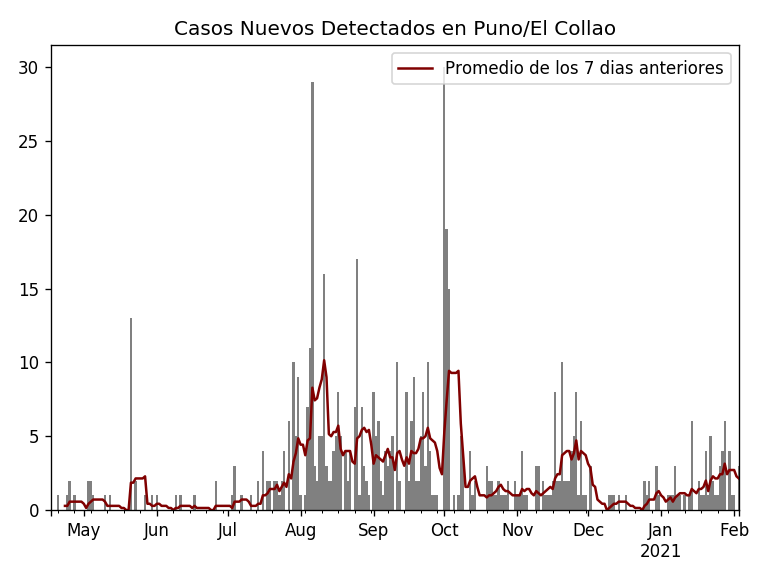 Casos Nuevos Detectados en Puno/El Collao
Promedio de los 7 dias anteriores
30
25
20
15
10
5
0
May Jun Jul Aug Sep Oct Nov Dec Jan Feb
2021